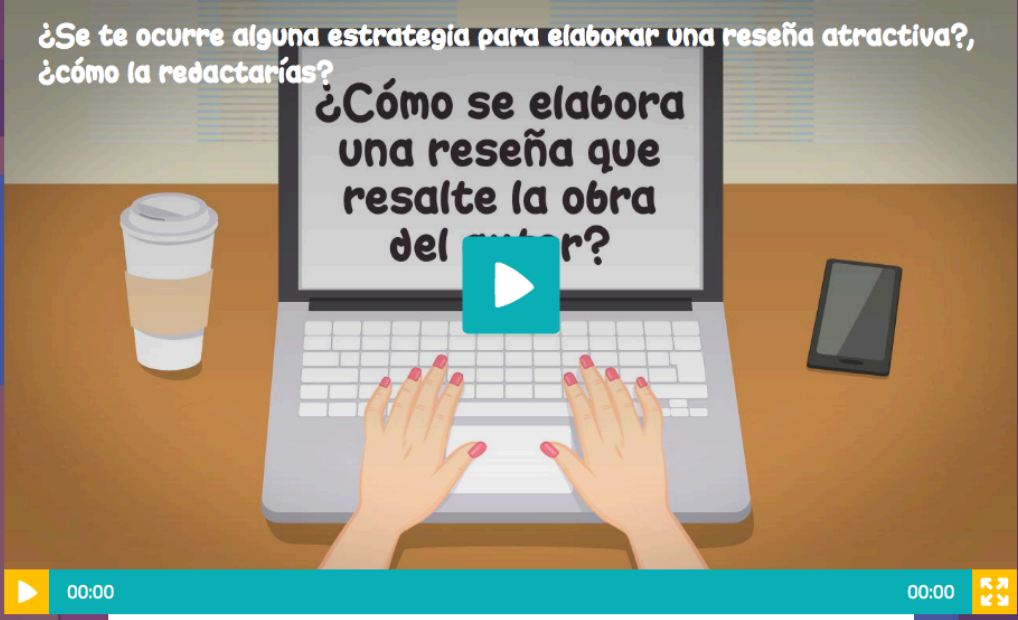 ¿Se te ocurre alguna estrategia para elaborar una reseña atractiva?,
¿cómo la redactarías?
¿Cómo se elabora
una reseña que
resalte la obra
del r?
00:00
00:00